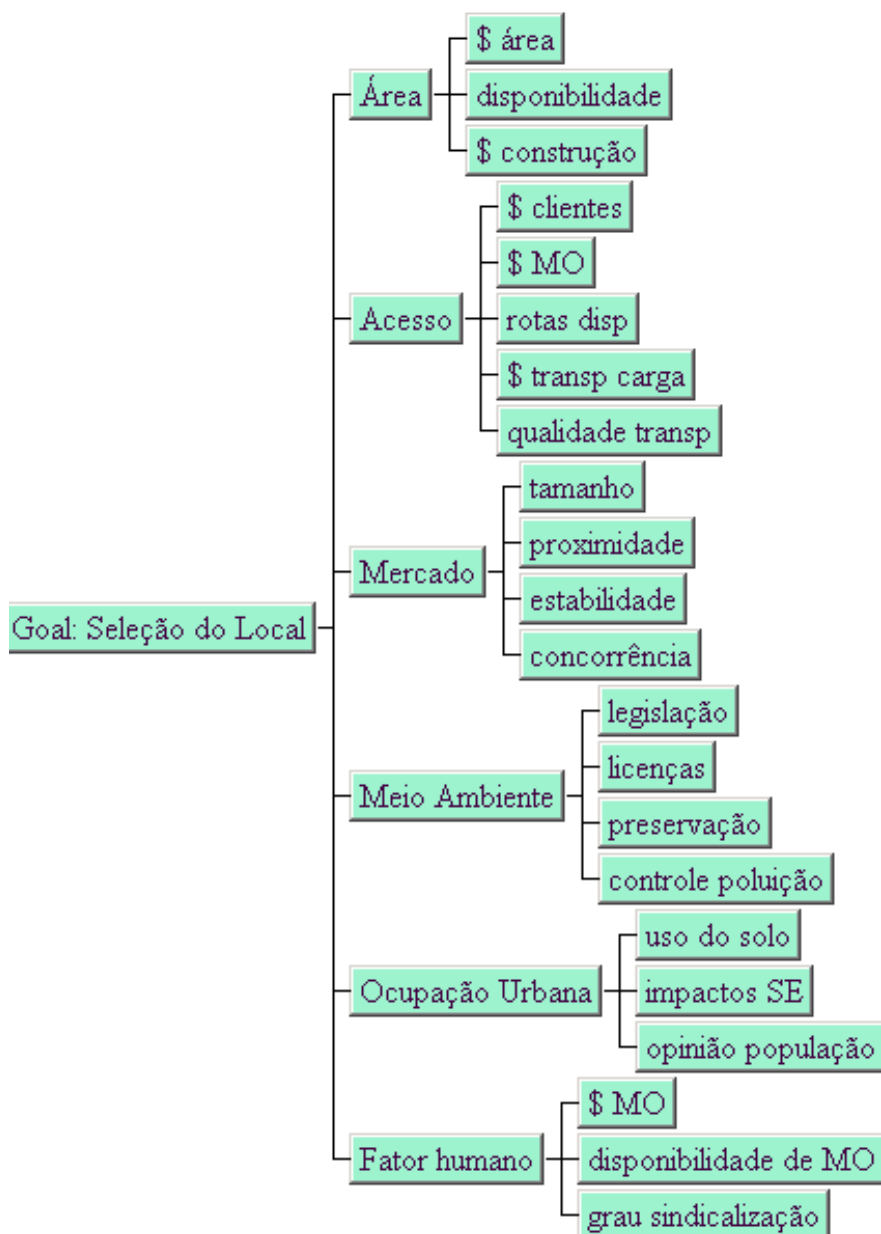 Goal: Seleção do Local
Área
$ área
disponibilidade
$ construção
Acesso
$ clientes
$ MO
rotas disp
$ transp carga
qualidade transp
Mercado
tamanho
proximidade
estabilidade
concorrência
Meio Ambiente
legislação
licenças
preservação
controle poluição
Ocupação Urbana
uso do solo
impactos SE
opinião população
Fator humano
$ MO
disponibilidade de MO
grau sindicalização